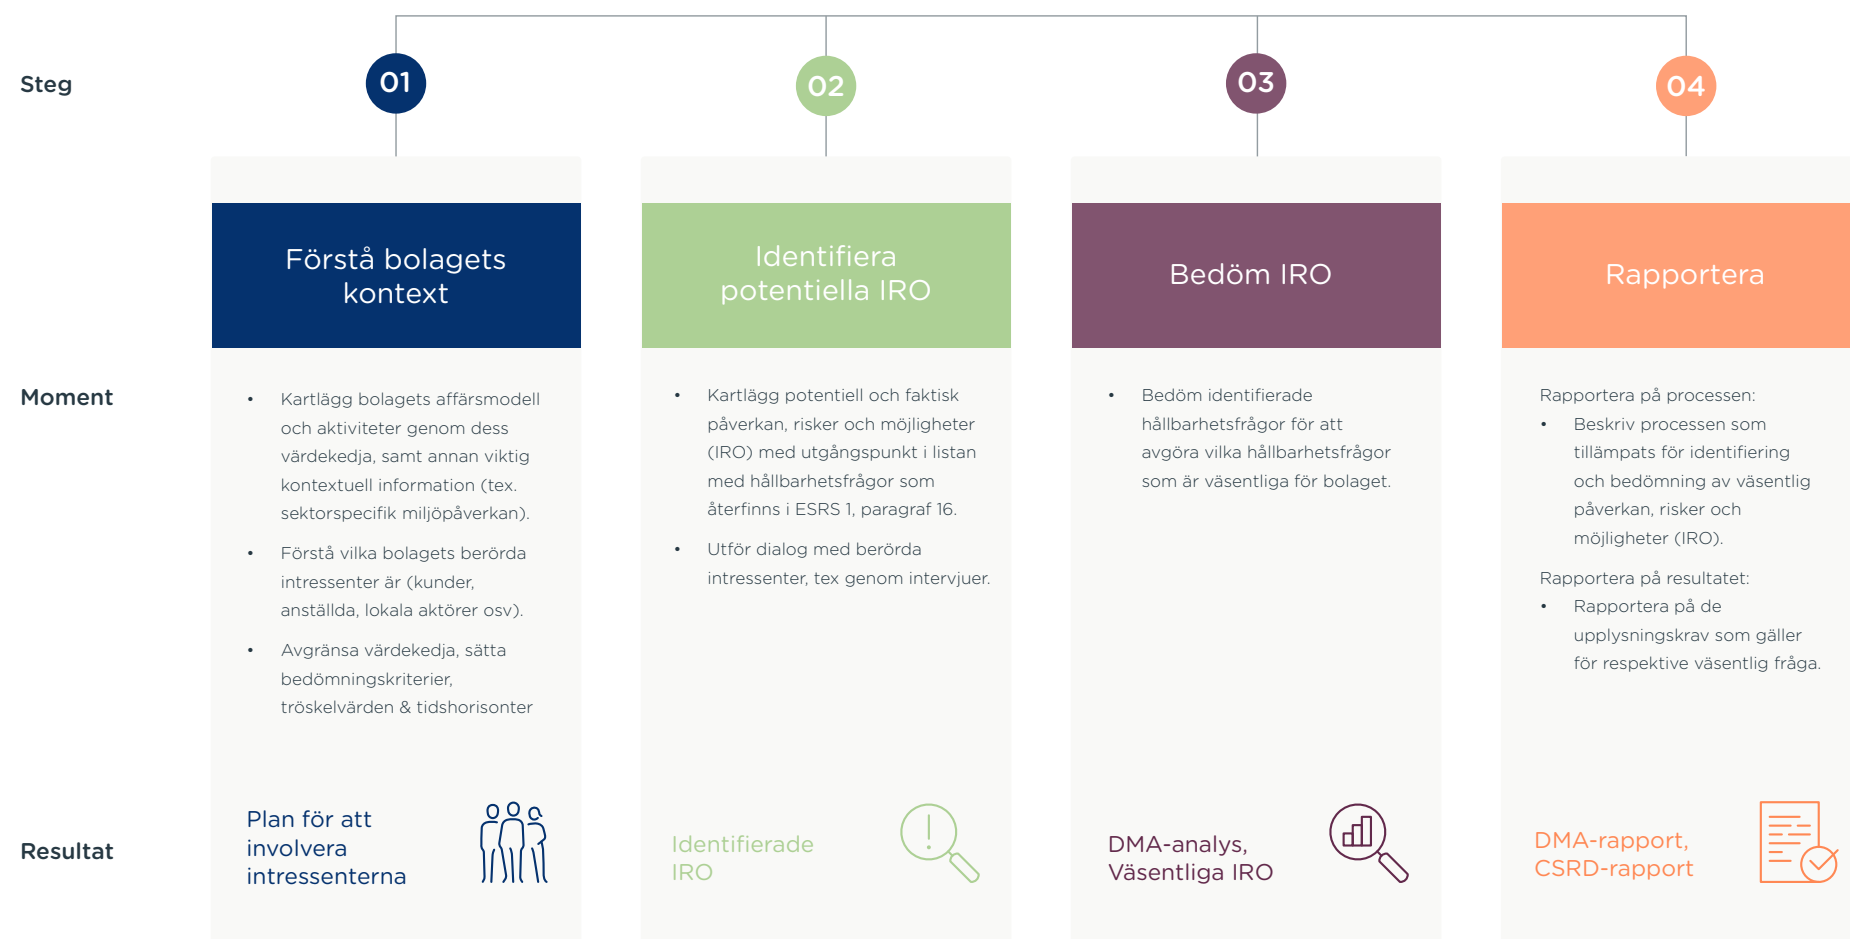 Steg
01
02
03
04
Förstå bolagets
kontext
Identifiera
potentiella IRO
Bedöm IRO
Rapportera
Moment
• Kartlägg bolagets affärsmodell
och aktiviteter genom dess
värdekedja, samt annan viktig
kontextuell information (tex.
sektorspecifik miljöpåverkan).
• Förstå vilka bolagets berörda
intressenter är (kunder,
anställda, lokala aktörer osv).
• Avgränsa värdekedja, sätta
bedömningskriterier,
tröskelvärden & tidshorisonter
• Kartlägg potentiell och faktisk
påverkan, risker och möjligheter
(IRO) med utgångspunkt i listan
med hållbarhetsfrågor som
återfinns i ESRS 1, paragraf 16.
• Utför dialog med berörda
intressenter, tex genom intervjuer.
• Bedöm identifierade
hållbarhetsfrågor för att
avgöra vilka hållbarhetsfrågor
som är väsentliga för bolaget.
Rapportera på processen:
• Beskriv processen som
tillämpats för identifiering
och bedömning av väsentlig
påverkan, risker och
möjligheter (IRO).
Rapportera på resultatet:
• Rapportera på de
upplysningskrav som gäller
för respektive väsentlig fråga.
Resultat
Plan för att
involvera
intressenterna
Identifierade
IRO
DMA-analys,
Väsentliga IRO
DMA-rapport,
CSRD-rapport